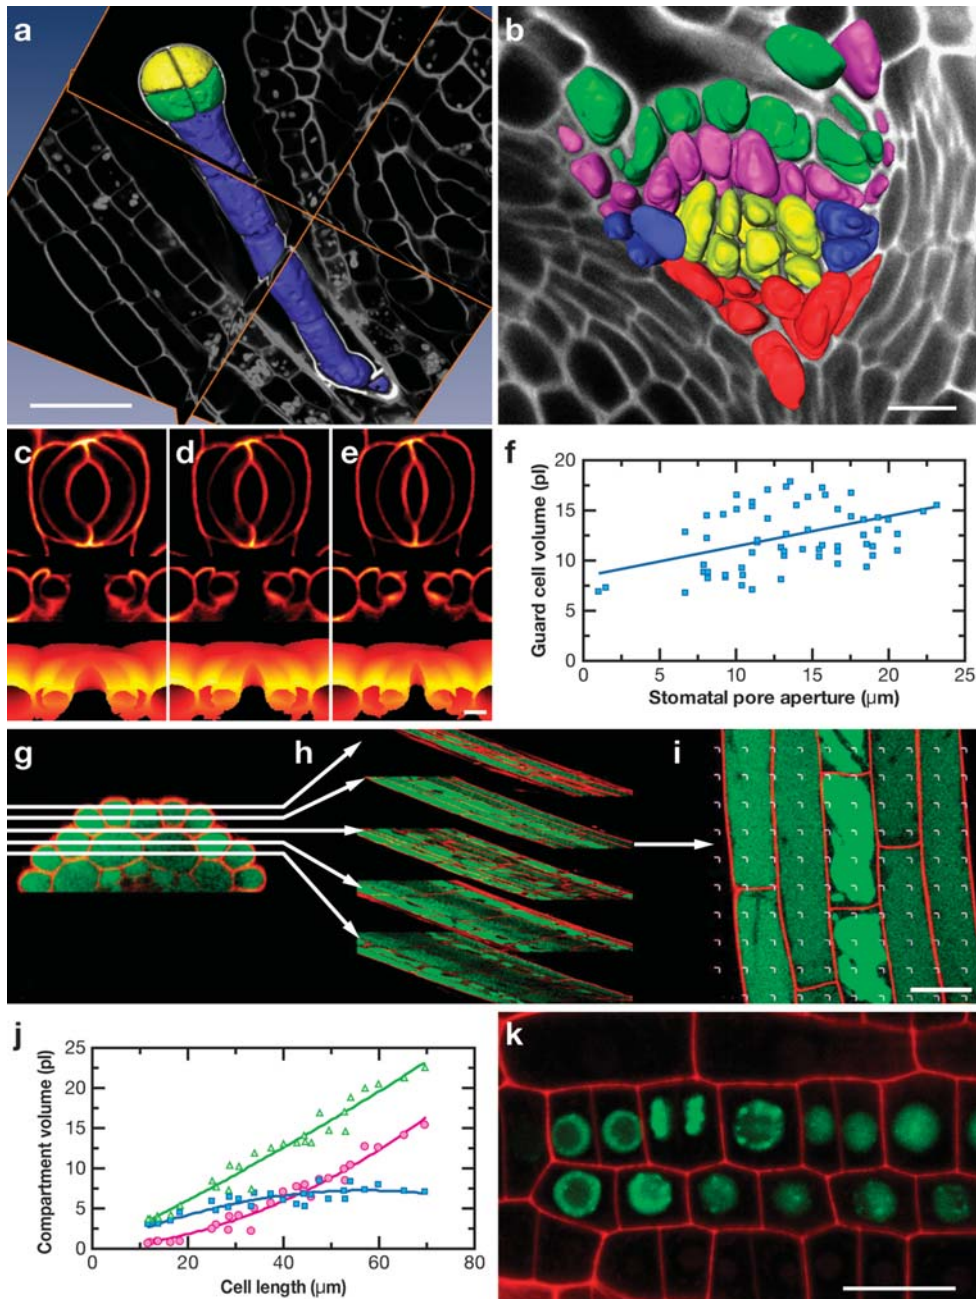 a
b
c
d
e
f
20
15
10
5
0
Guard cell volume (pl)
0
5
10
15
20
25
Stomatal pore aperture (μm)
g
h
i
j
25
20
15
10
5
0
Compartment volume (pl)
0
20
40
60
80
Cell length (μm)
k